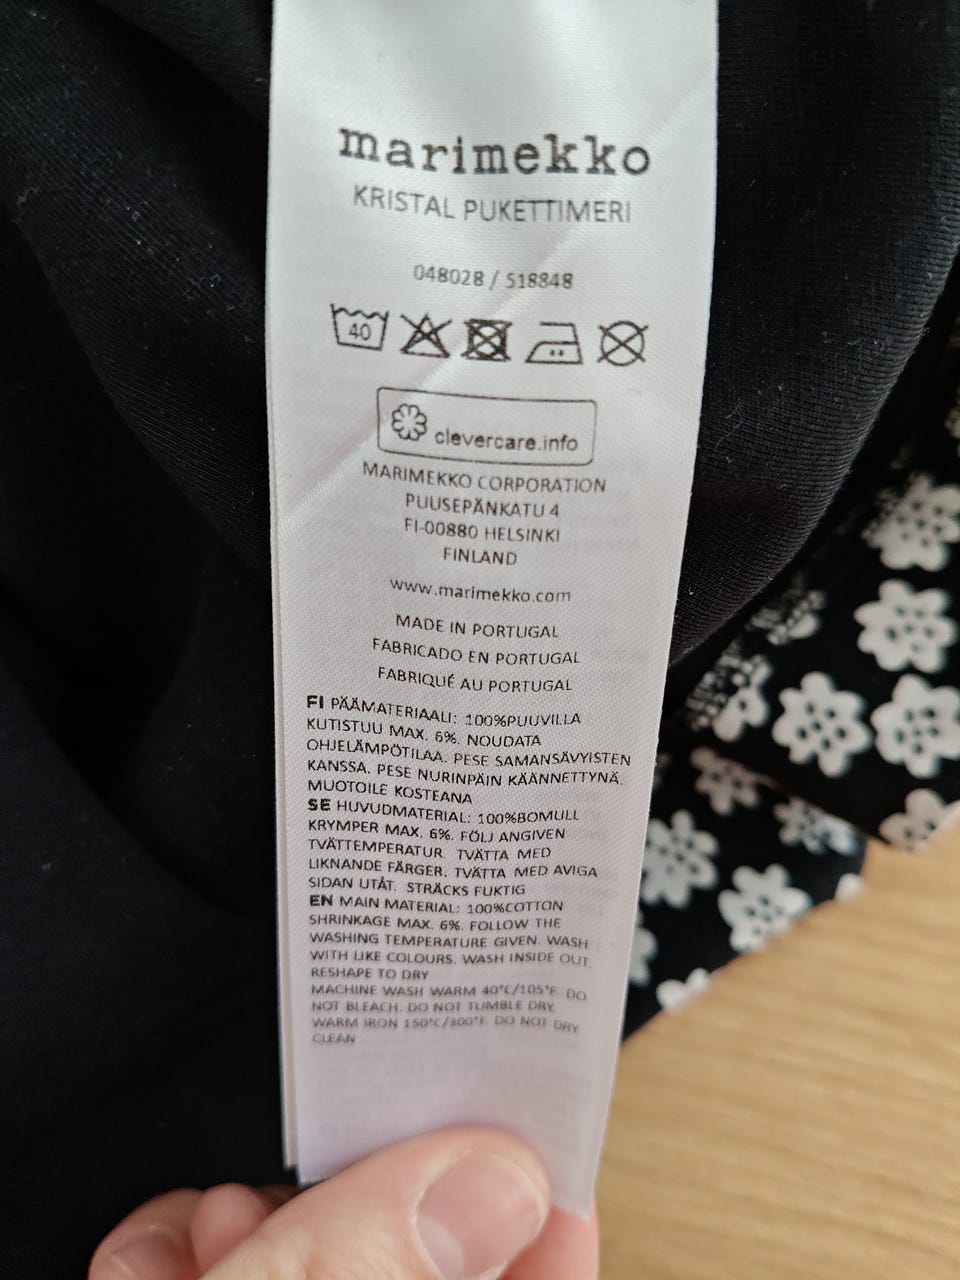 marimekko
KRISTAL PUKETTIMERI
048028 / 518848
40
clevercare.info
MARIMEKKO CORPORATION
PUUSEPÄNKATU 4
FI-00880 HELSINKI
FINLAND
www.marimekko.com
MADE IN PORTUGAL
FABRICADO EN PORTUGAL
FABRIQUÉ AU PORTUGAL
FI PÄÄMATERIAALI: 100%PUUVILLA
KUTISTUU MAX. 6%. NOUDATA
OHJELÄMPÖTILAA. PESE SAMANSÄVYISTEN
KANSSA. PESE NURINPÄIN KÄÄNNETTYNÄ.
MUOTOILE KOSTEANA
SE HUVUDMATERIAL: 100%BOMULL
KRYMPER MAX. 6%. FÖLJ ANGIVEN
TVÄTTEMPERATUR. TVÄTTA MED
LIKNANDE FÄRGER. TVÄTTA MED AVIGA
SIDAN UTÅT. STRÄCKS FUKTIG
EN MAIN MATERIAL: 100%COTTON
SHRINKAGE MAX. 6%. FOLLOW THE
WASHING TEMPERATURE GIVEN. WASH
WITH LIKE COLOURS. WASH INSIDE OUT.
RESHAPE TO DRY
MACHINE WASH WARM 40°C/105°F. DO
NOT BLEACH. DO NOT TUMBLE DRY.
WARM IRON 150°C/300°F. DO NOT DRY
CLEAN